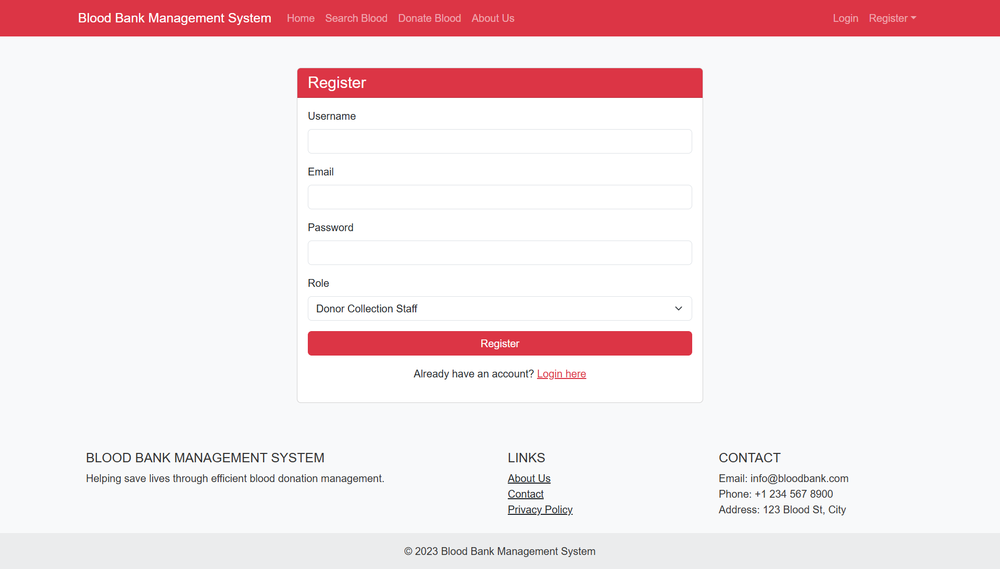 Blood Bank Management System Home Search Blood Donate Blood About Us Login Register
Register
Username
Email
Password
Role
Donor Collection Staff
Register
Already have an account? Login here
BLOOD BANK MANAGEMENT SYSTEM
Helping save lives through efficient blood donation management.
LINKS
About Us
Contact
Privacy Policy
CONTACT
Email: info@bloodbank.com
Phone: +1 234 567 8900
Address: 123 Blood St, City
© 2023 Blood Bank Management System